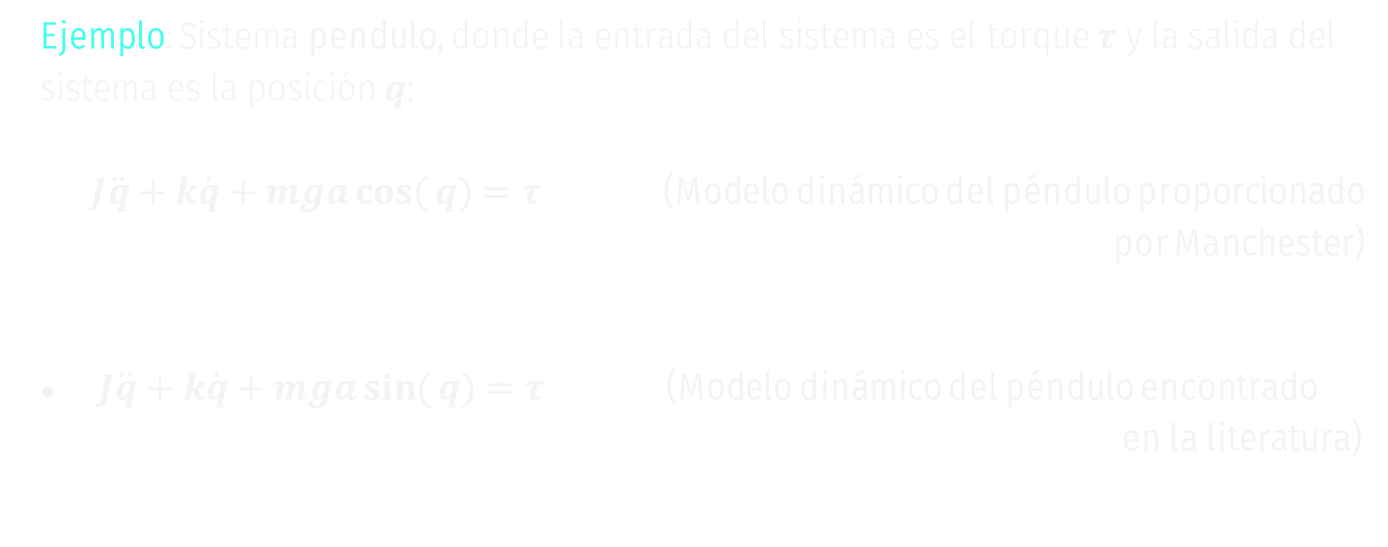 Ejemplo: Sistema pendulo, donde la entrada del sistema es el torque τ y la salida del
sistema es la posición q:
Jq̈ + kq̇ + mga cos( q) = τ (Modelo dinámico del péndulo proporcionado
por Manchester)
• Jq̈ + kq̇ + mga sin( q) = τ (Modelo dinámico del péndulo encontrado
en la literatura)